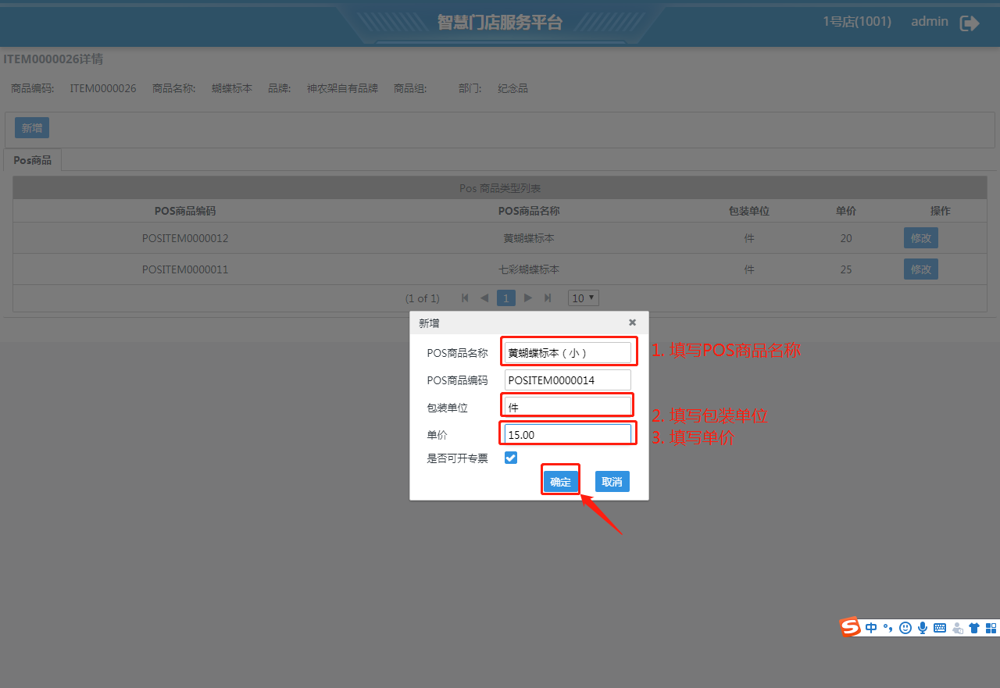 智慧门店服务平台
1号店(1001) admin
ITEM0000026详情
商品编码: ITEM0000026 商品名称: 蝴蝶标本 品牌: 神农架自有品牌 商品组: 部门: 纪念品
新增
Pos商品
Pos 商品类型列表
POS商品编码 POS商品名称 包装单位 单价 操作
POSITEM0000012 黄蝴蝶标本 件 20 修改
POSITEM0000011 七彩蝴蝶标本 件 25 修改
(1 of 1) 1 10
新增
POS商品名称 黄蝴蝶标本（小） 1. 填写POS商品名称
POS商品编码 POSITEM0000014
包装单位 件 2. 填写包装单位
单价 15.00 3. 填写单价
是否可开专票
确定 取消
S 中